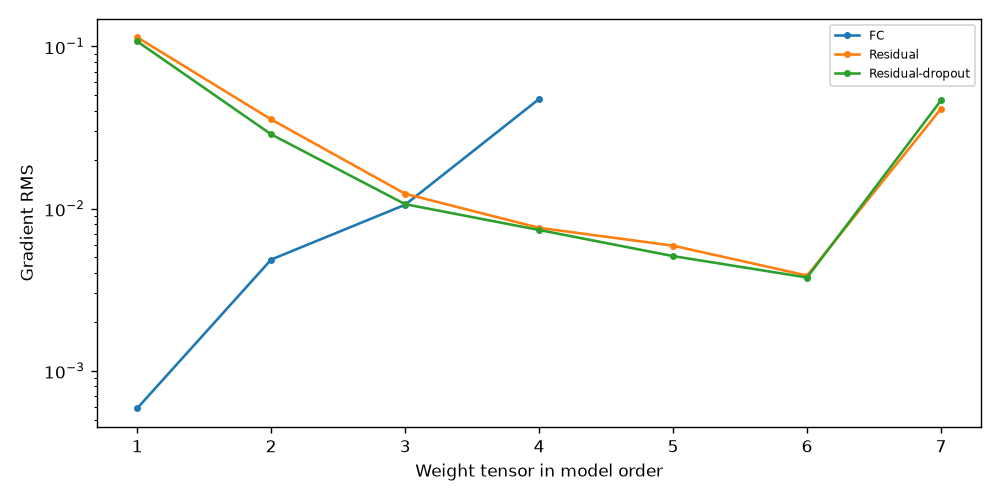 FC
Residual
Residual-dropout
Gradient RMS
10⁻¹
10⁻²
10⁻³
1 2 3 4 5 6 7
Weight tensor in model order